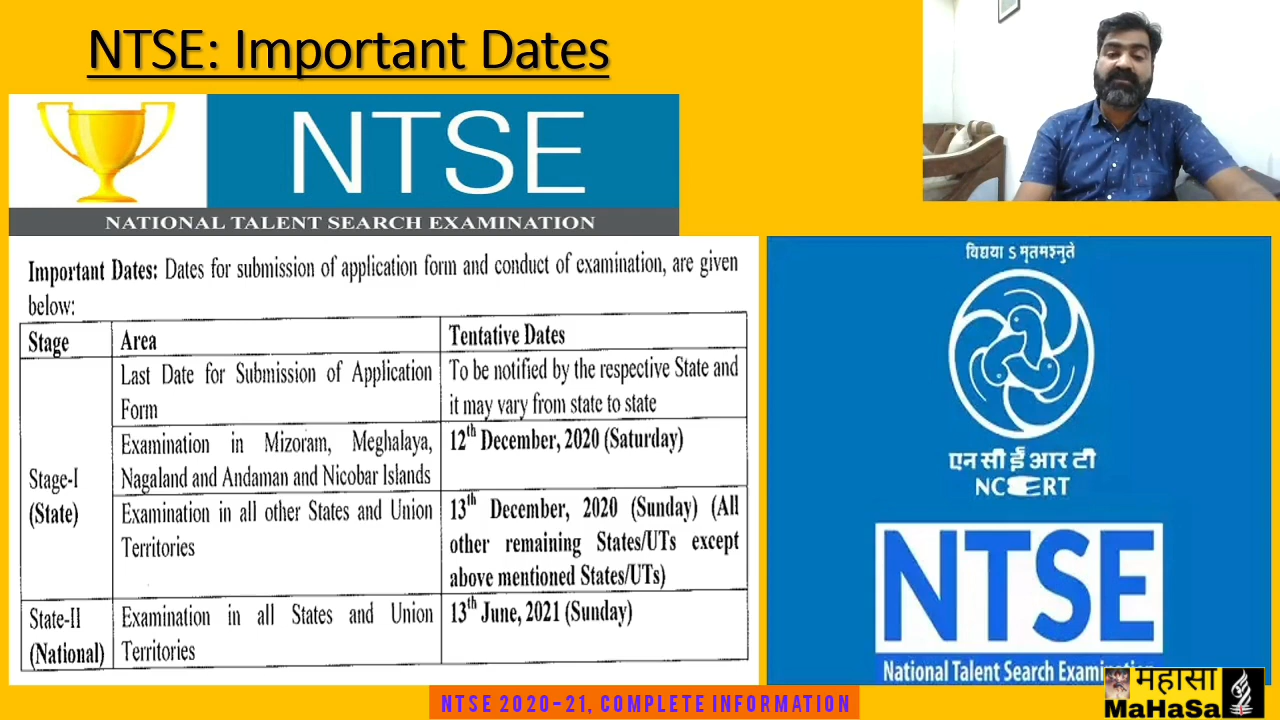 NTSE: Important Dates
NTSE
NATIONAL TALENT SEARCH EXAMINATION
Important Dates: Dates for submission of application form and conduct of examination, are given
below:
Stage
Area
Tentative Dates
Stage-I
(State)
Last Date for Submission of Application
Form
To be notified by the respective State and
it may vary from state to state
Examination in Mizoram, Meghalaya,
Nagaland and Andaman and Nicobar Islands
12th December, 2020 (Saturday)
Examination in all other States and Union
Territories
13th December, 2020 (Sunday) (All
other remaining States/UTs except
above mentioned States/UTs)
State-II
(National)
Examination in all States and Union
Territories
13th June, 2021 (Sunday)
विद्यया ऽ मृतमश्नुते
एन सी ई आर टी
NCERT
NTSE
National Talent Search Examination
महासा
MaHaSa
NTSE 2020-21, COMPLETE INFORMATION